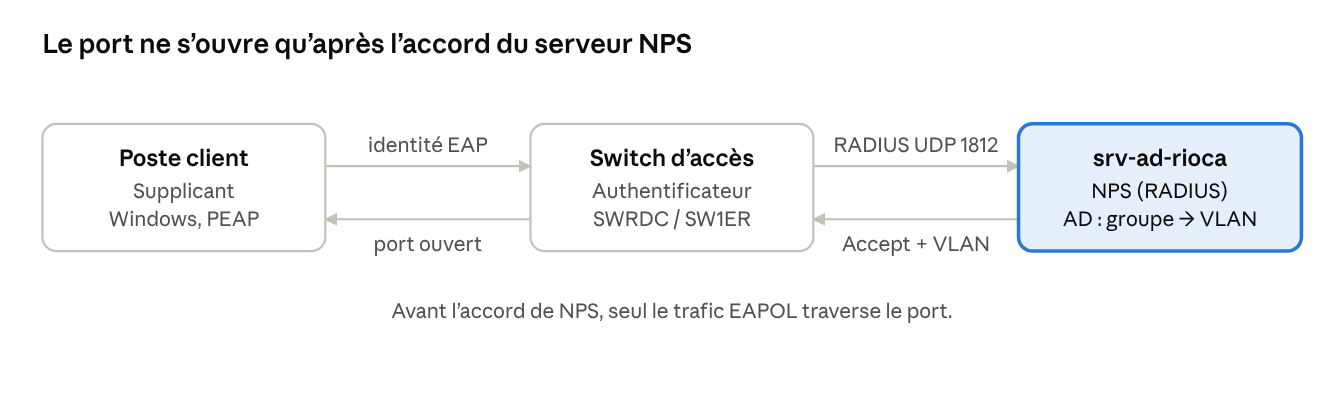 Le port ne s’ouvre qu’après l’accord du serveur NPS
Poste client
Supplicant
Windows, PEAP
identité EAP
port ouvert
Switch d’accès
Authentificateur
SWRDC / SW1ER
RADIUS UDP 1812
Accept + VLAN
srv-ad-rioca
NPS (RADIUS)
AD : groupe → VLAN
Avant l’accord de NPS, seul le trafic EAPOL traverse le port.